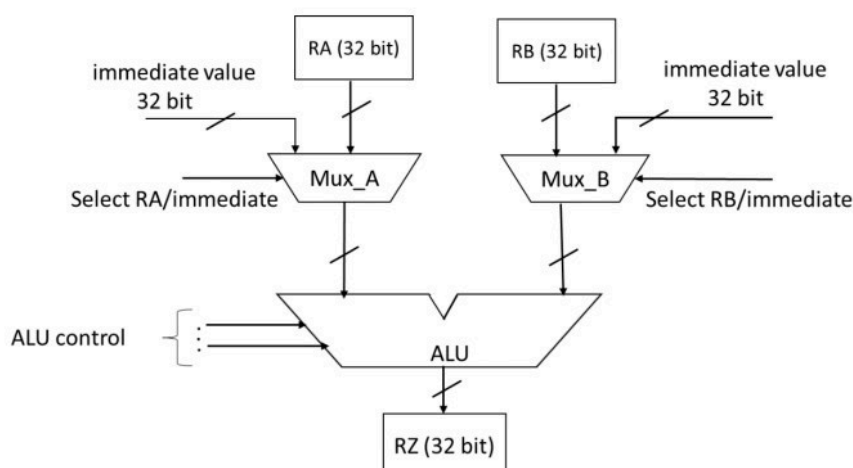 RA (32 bit)
RB (32 bit)
immediate value
32 bit
immediate value
32 bit
Mux_A
Mux_B
Select RA/immediate
Select RB/immediate
ALU control
ALU
RZ (32 bit)